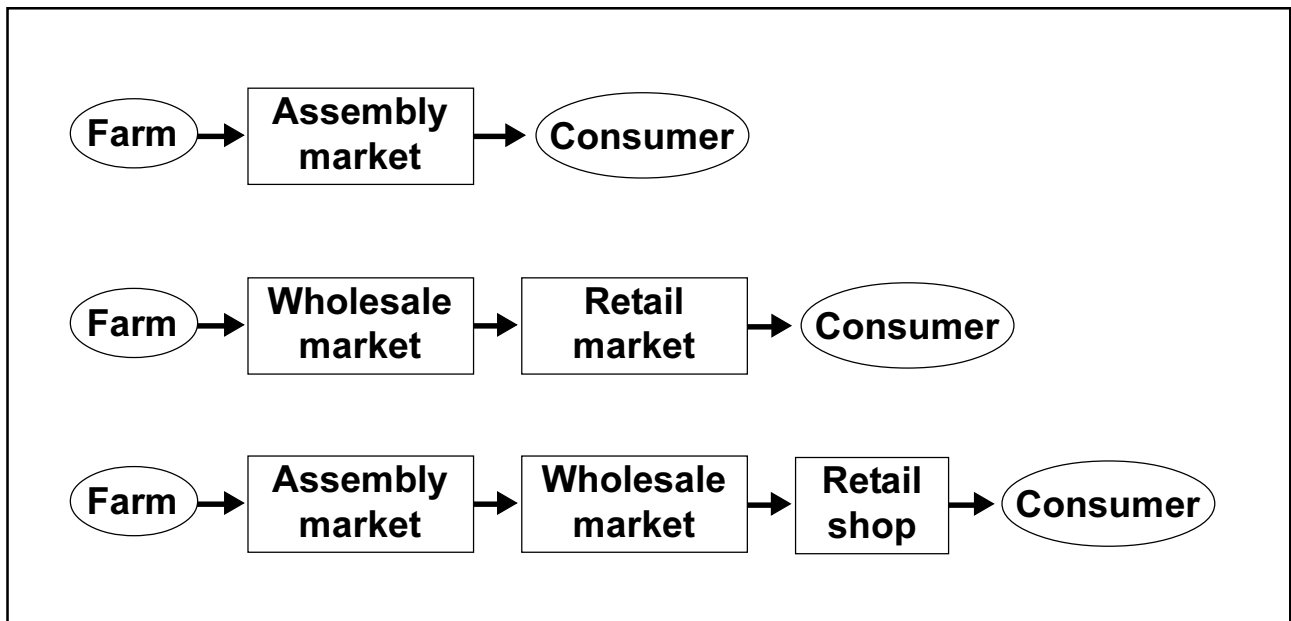 Farm
Assembly
market
Consumer
Farm
Wholesale
market
Retail
market
Consumer
Farm
Assembly
market
Wholesale
market
Retail
shop
Consumer